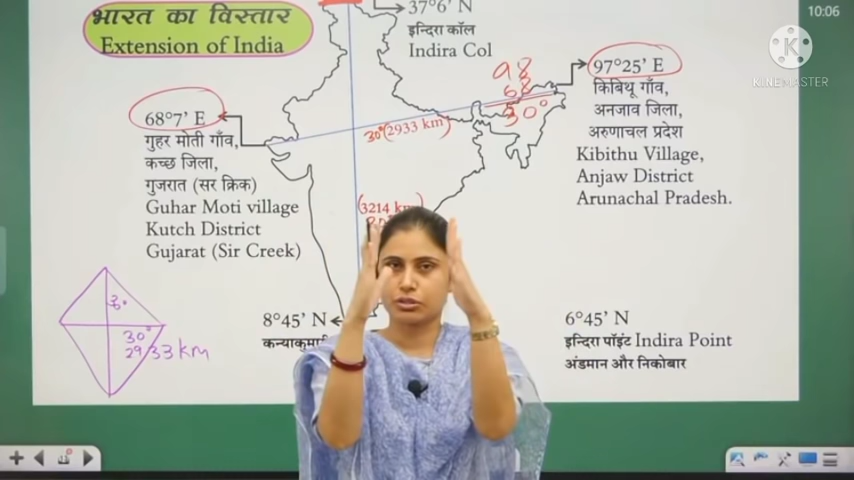 10:06
KINEMASTER
भारत का विस्तार
Extension of India
37°6' N
इन्दिरा कॉल
Indira Col
98
68
30°
97°25' E
किबिथू गाँव,
अनजाव जिला,
अरुणाचल प्रदेश
Kibithu Village,
Anjaw District
Arunachal Pradesh.
68°7' E
गुहर मोती गाँव,
कच्छ जिला,
गुजरात (सर क्रिक)
Guhar Moti village
Kutch District
Gujarat (Sir Creek)
30°(2933 km)
(3214 km)
30°
30°
2933 km
8°45' N
6°45' N
इन्दिरा पॉइंट Indira Point
अंडमान और निकोबार